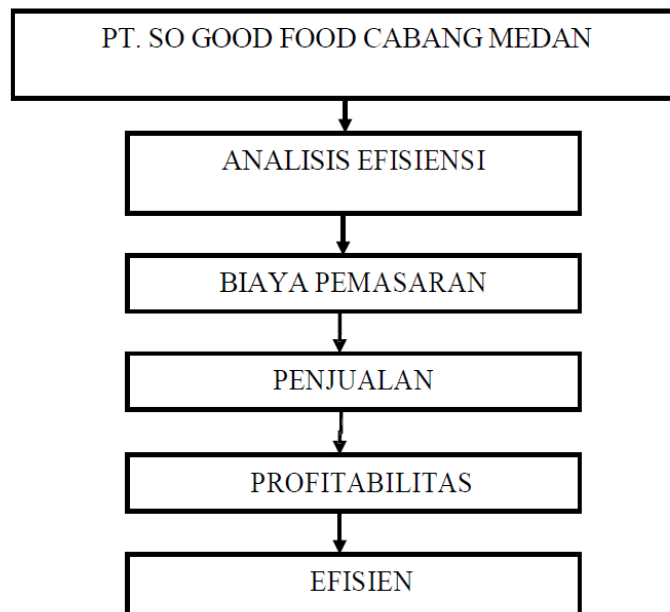 PT. SO GOOD FOOD CABANG MEDAN
ANALISIS EFISIENSI
BIAYA PEMASARAN
PENJUALAN
PROFITABILITAS
EFISIEN